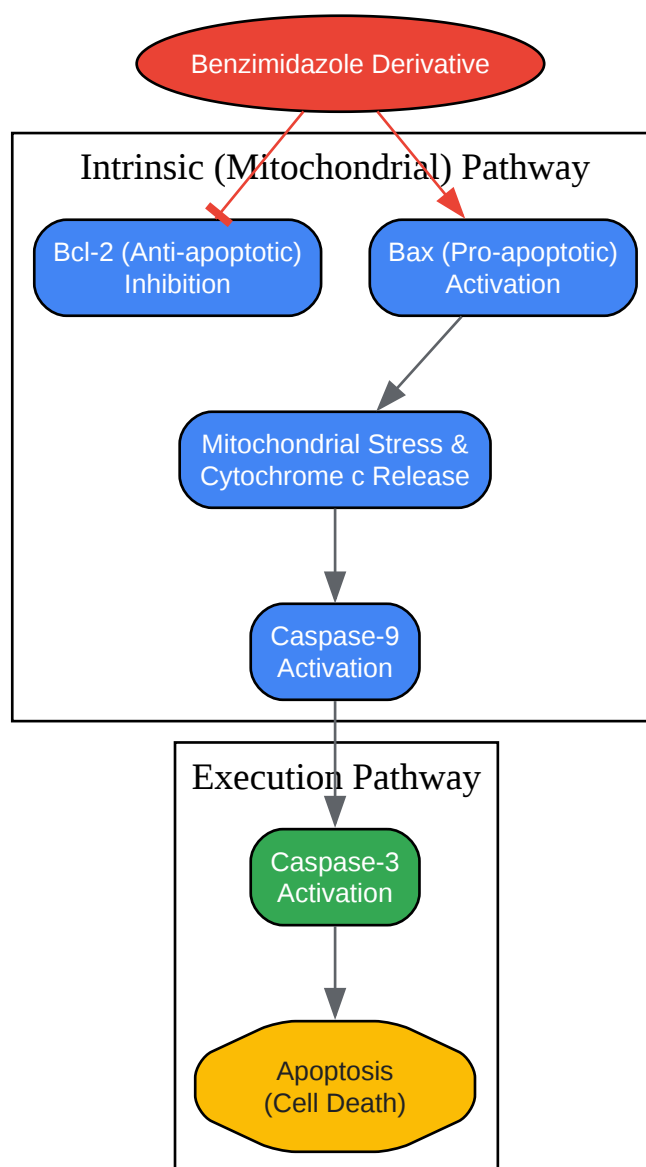 Benzimidazole Derivative
Intrinsic (Mitochondrial) Pathway
Bcl-2 (Anti-apoptotic)
Inhibition
Bax (Pro-apoptotic)
Activation
Mitochondrial Stress &
Cytochrome c Release
Caspase-9
Activation
Execution Pathway
Caspase-3
Activation
Apoptosis
(Cell Death)